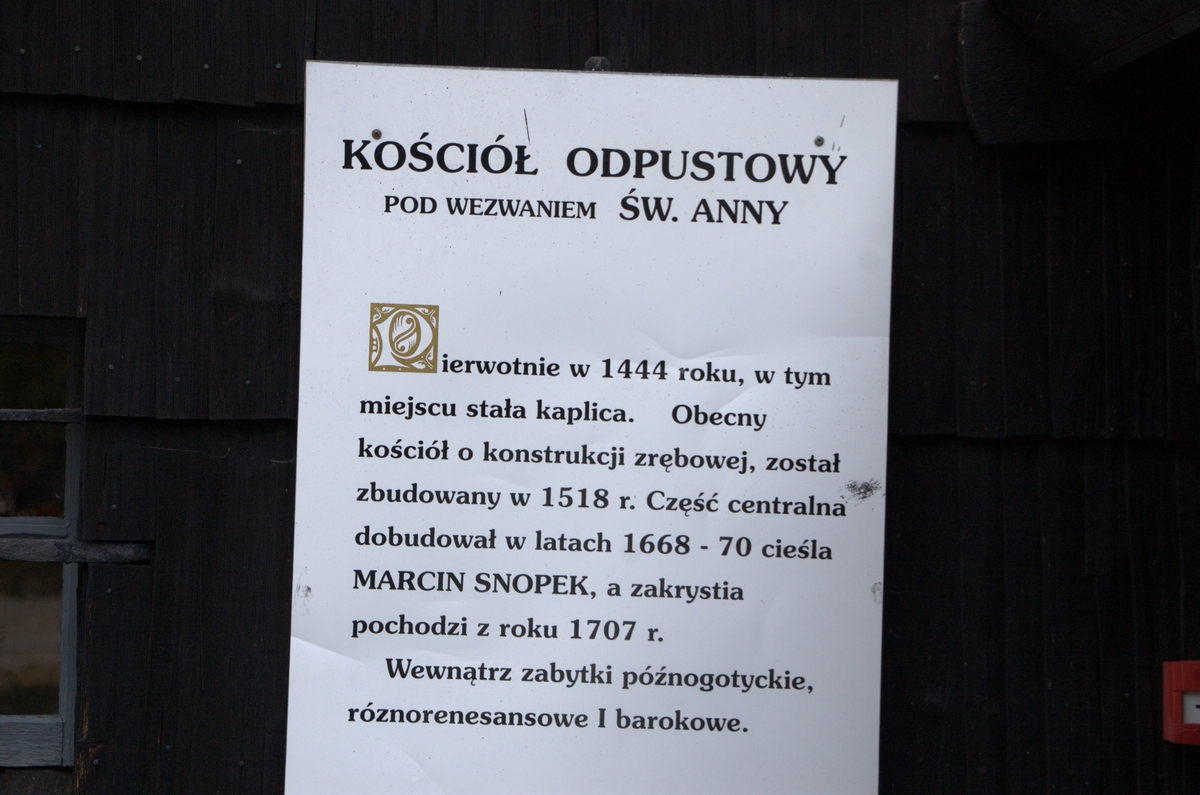 KOŚCIÓŁ ODPUSTOWY
POD WEZWANIEM ŚW. ANNY
Pierwotnie w 1444 roku, w tym
miejscu stała kaplica. Obecny
kościół o konstrukcji zrębowej, został
zbudowany w 1518 r. Część centralna
dobudował w latach 1668 - 70 cieśla
MARCIN SNOPEK, a zakrystia
pochodzi z roku 1707 r.
Wewnątrz zabytki późnogotyckie,
róznorenesansowe I barokowe.